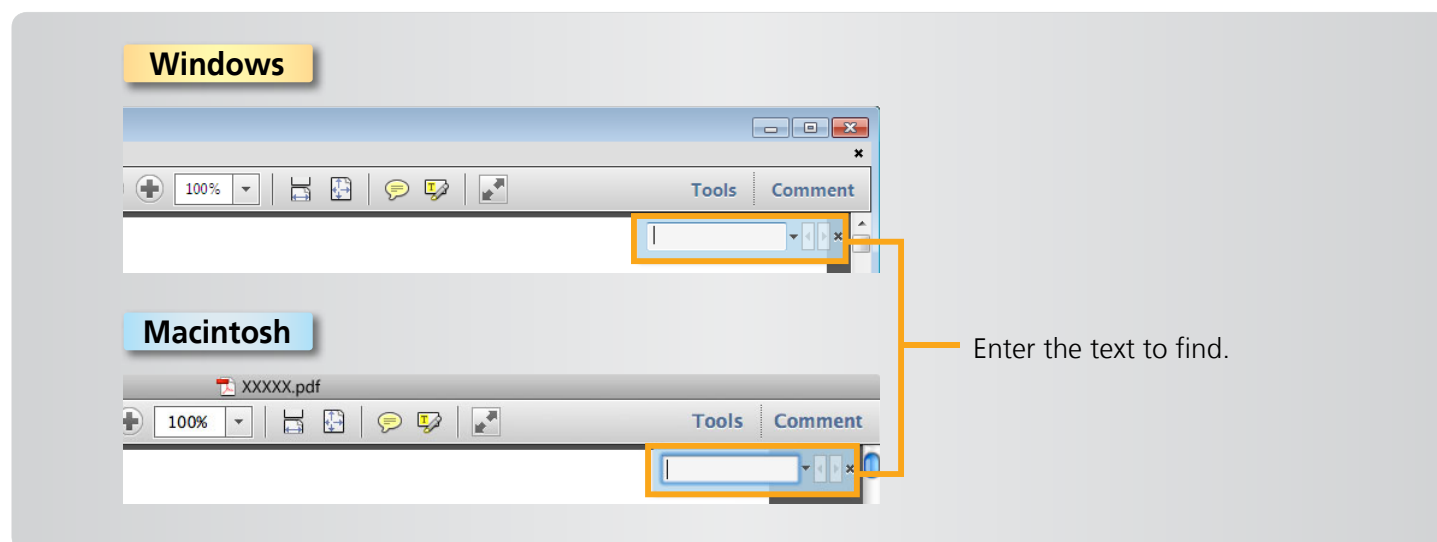 Windows
100%
Tools
Comment
Macintosh
Enter the text to find.
XXXXX.pdf
100%
Tools
Comment